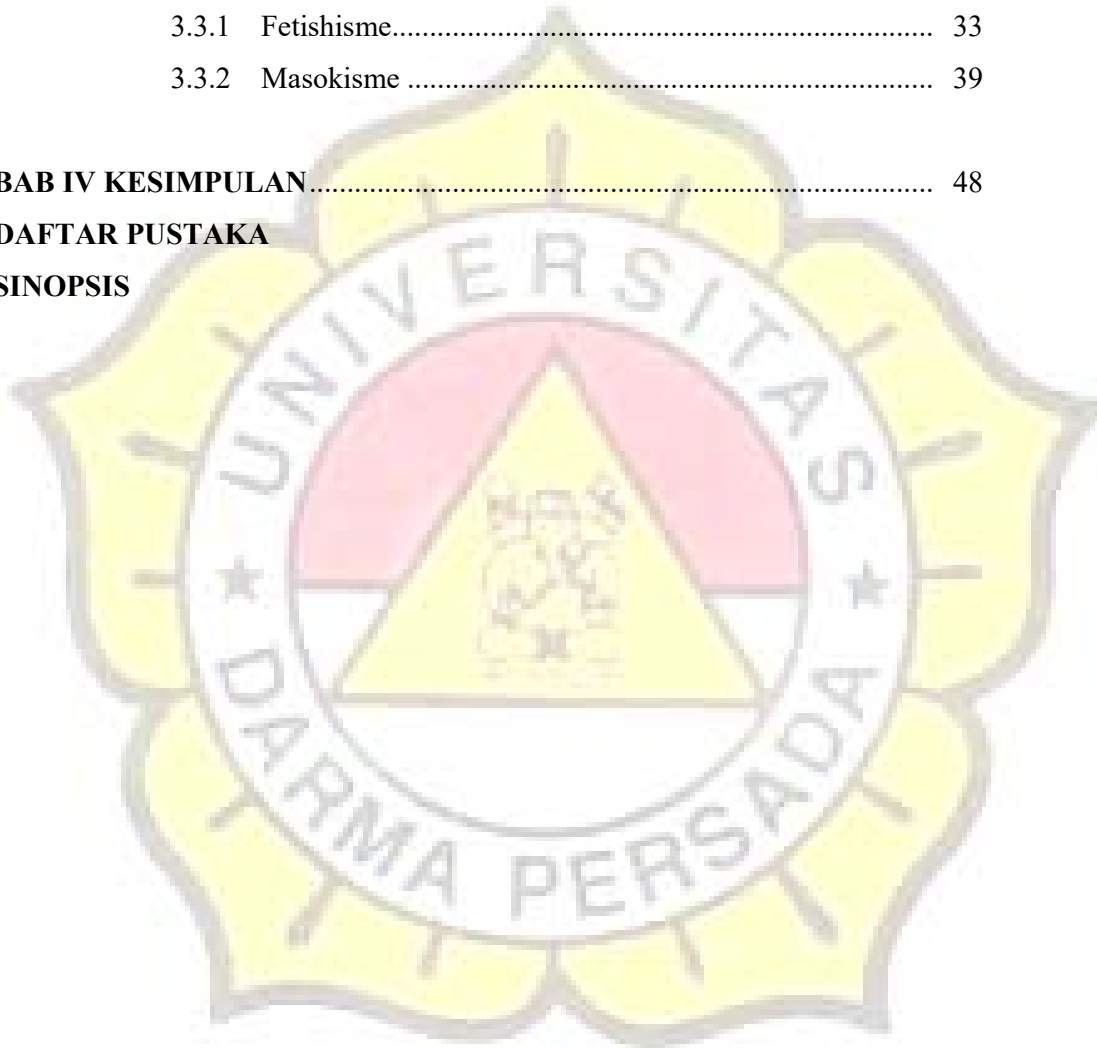 3.3.1 Fetishisme.................................................................... 33
3.3.2 Masokisme .................................................................. 39
BAB IV KESIMPULAN.............................................................................. 48
DAFTAR PUSTAKA
SINOPSIS
UNIVERSITAS
DARMA PERSADA